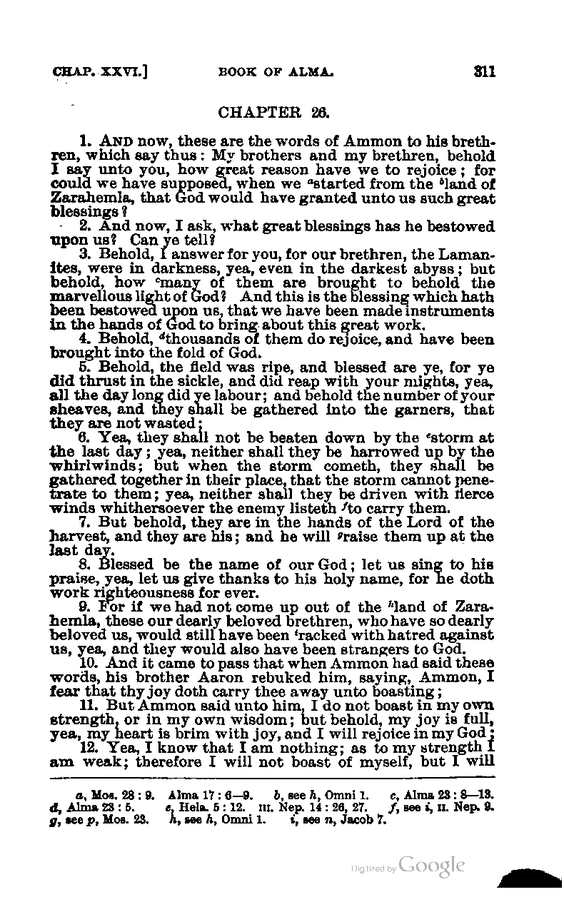 CHAP. XXVI.] BOOK OF ALMA. 311
CHAPTER 26.
1. AND now, these are the words of Ammon to his breth-
ren, which say thus: My brothers and my brethren, behold
I say unto you, how great reason have we to rejoice; for
could we have supposed, when we ᵃstarted from the ᵇland of
Zarahemla, that God would have granted unto us such great
blessings?
2. And now, I ask, what great blessings has he bestowed
upon us? Can ye tell?
3. Behold, I answer for you, for our brethren, the Laman-
ites, were in darkness, yea, even in the darkest abyss; but
behold, how ᶜmany of them are brought to behold the
marvellous light of God? And this is the blessing which hath
been bestowed upon us, that we have been made instruments
in the hands of God to bring about this great work.
4. Behold, ᵈthousands of them do rejoice, and have been
brought into the fold of God.
5. Behold, the field was ripe, and blessed are ye, for ye
did thrust in the sickle, and did reap with your mights, yea,
all the day long did ye labour; and behold the number of your
sheaves, and they shall be gathered into the garners, that
they are not wasted;
6. Yea, they shall not be beaten down by the ᵉstorm at
the last day; yea, neither shall they be harrowed up by the
whirlwinds; but when the storm cometh, they shall be
gathered together in their place, that the storm cannot pene-
trate to them; yea, neither shall they be driven with fierce
winds whithersoever the enemy listeth ᶠto carry them.
7. But behold, they are in the hands of the Lord of the
harvest, and they are his; and he will ᵍraise them up at the
last day.
8. Blessed be the name of our God; let us sing to his
praise, yea, let us give thanks to his holy name, for he doth
work righteousness for ever.
9. For if we had not come up out of the ʰland of Zara-
hemla, these our dearly beloved brethren, who have so dearly
beloved us, would still have been ⁱracked with hatred against
us, yea, and they would also have been strangers to God.
10. And it came to pass that when Ammon had said these
words, his brother Aaron rebuked him, saying, Ammon, I
fear that thy joy doth carry thee away unto boasting;
11. But Ammon said unto him, I do not boast in my own
strength, or in my own wisdom; but behold, my joy is full,
yea, my heart is brim with joy, and I will rejoice in my God;
12. Yea, I know that I am nothing; as to my strength I
am weak; therefore I will not boast of myself, but I will
a, Mos. 28:9. Alma 17:6—9. b, see h, Omni 1. c, Alma 23:8—13.
d, Alma 23:5. e, Hela. 5:12. III. Nep. 14:26, 27. f, see i, II. Nep. 9.
g, see p, Mos. 23. h, see h, Omni 1. i, see n, Jacob 7.
Digitized by Google